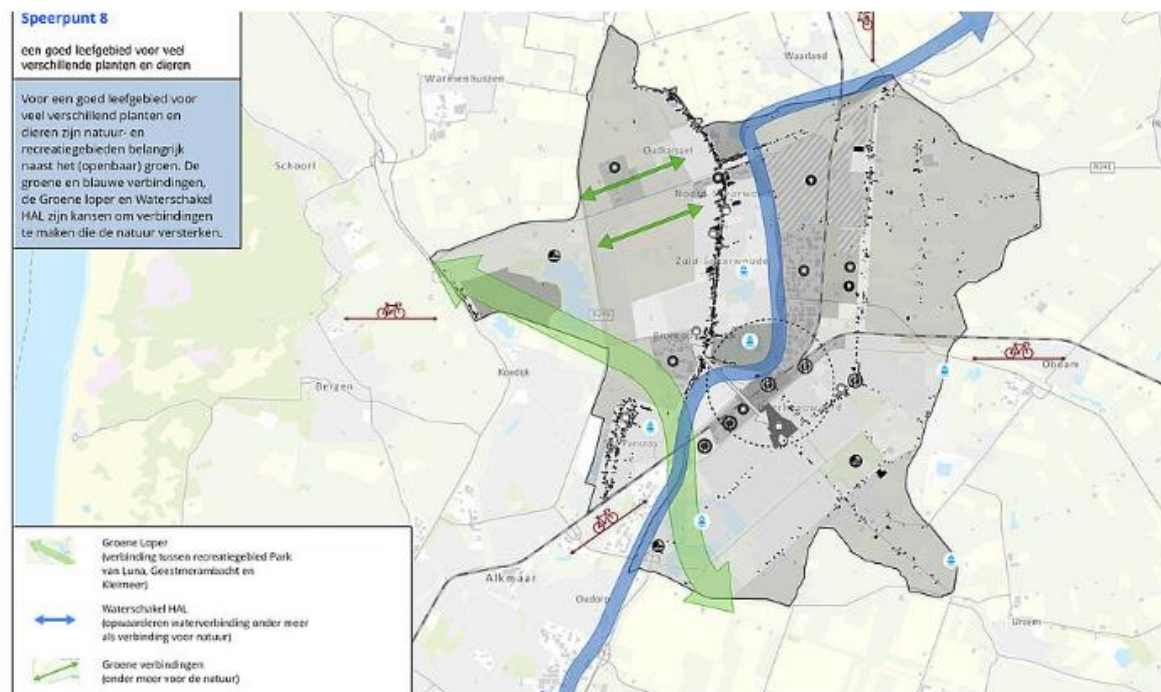 Speerpunt 8
een goed leefgebied voor veel
verschillende planten en dieren
Voor een goed leefgebied voor
veel verschillend planten en
dieren zijn natuur- en
recreatiegebieden belangrijk
naast het (openbaar) groen. De
groene en blauwe verbindingen,
de Groene loper en Waterschakel
HAL zijn kansen om verbindingen
te maken die de natuur versterken.
Waarland
Warmenhuizen
Schoorl
Oudkarspel
N241
Noord-Scharwoude
Zuid-Scharwoude
Koedijk
Bergen
Obdam
Alkmaar
Oudorp
Ursem
Groene Loper
(verbinding tussen recreatiegebied Park
van Luna, Geestmerambacht en
Kleimeer)
Waterschakel HAL
(opwaarderen waterverbinding onder meer
als verbinding voor natuur)
Groene verbindingen
(onder meer voor de natuur)